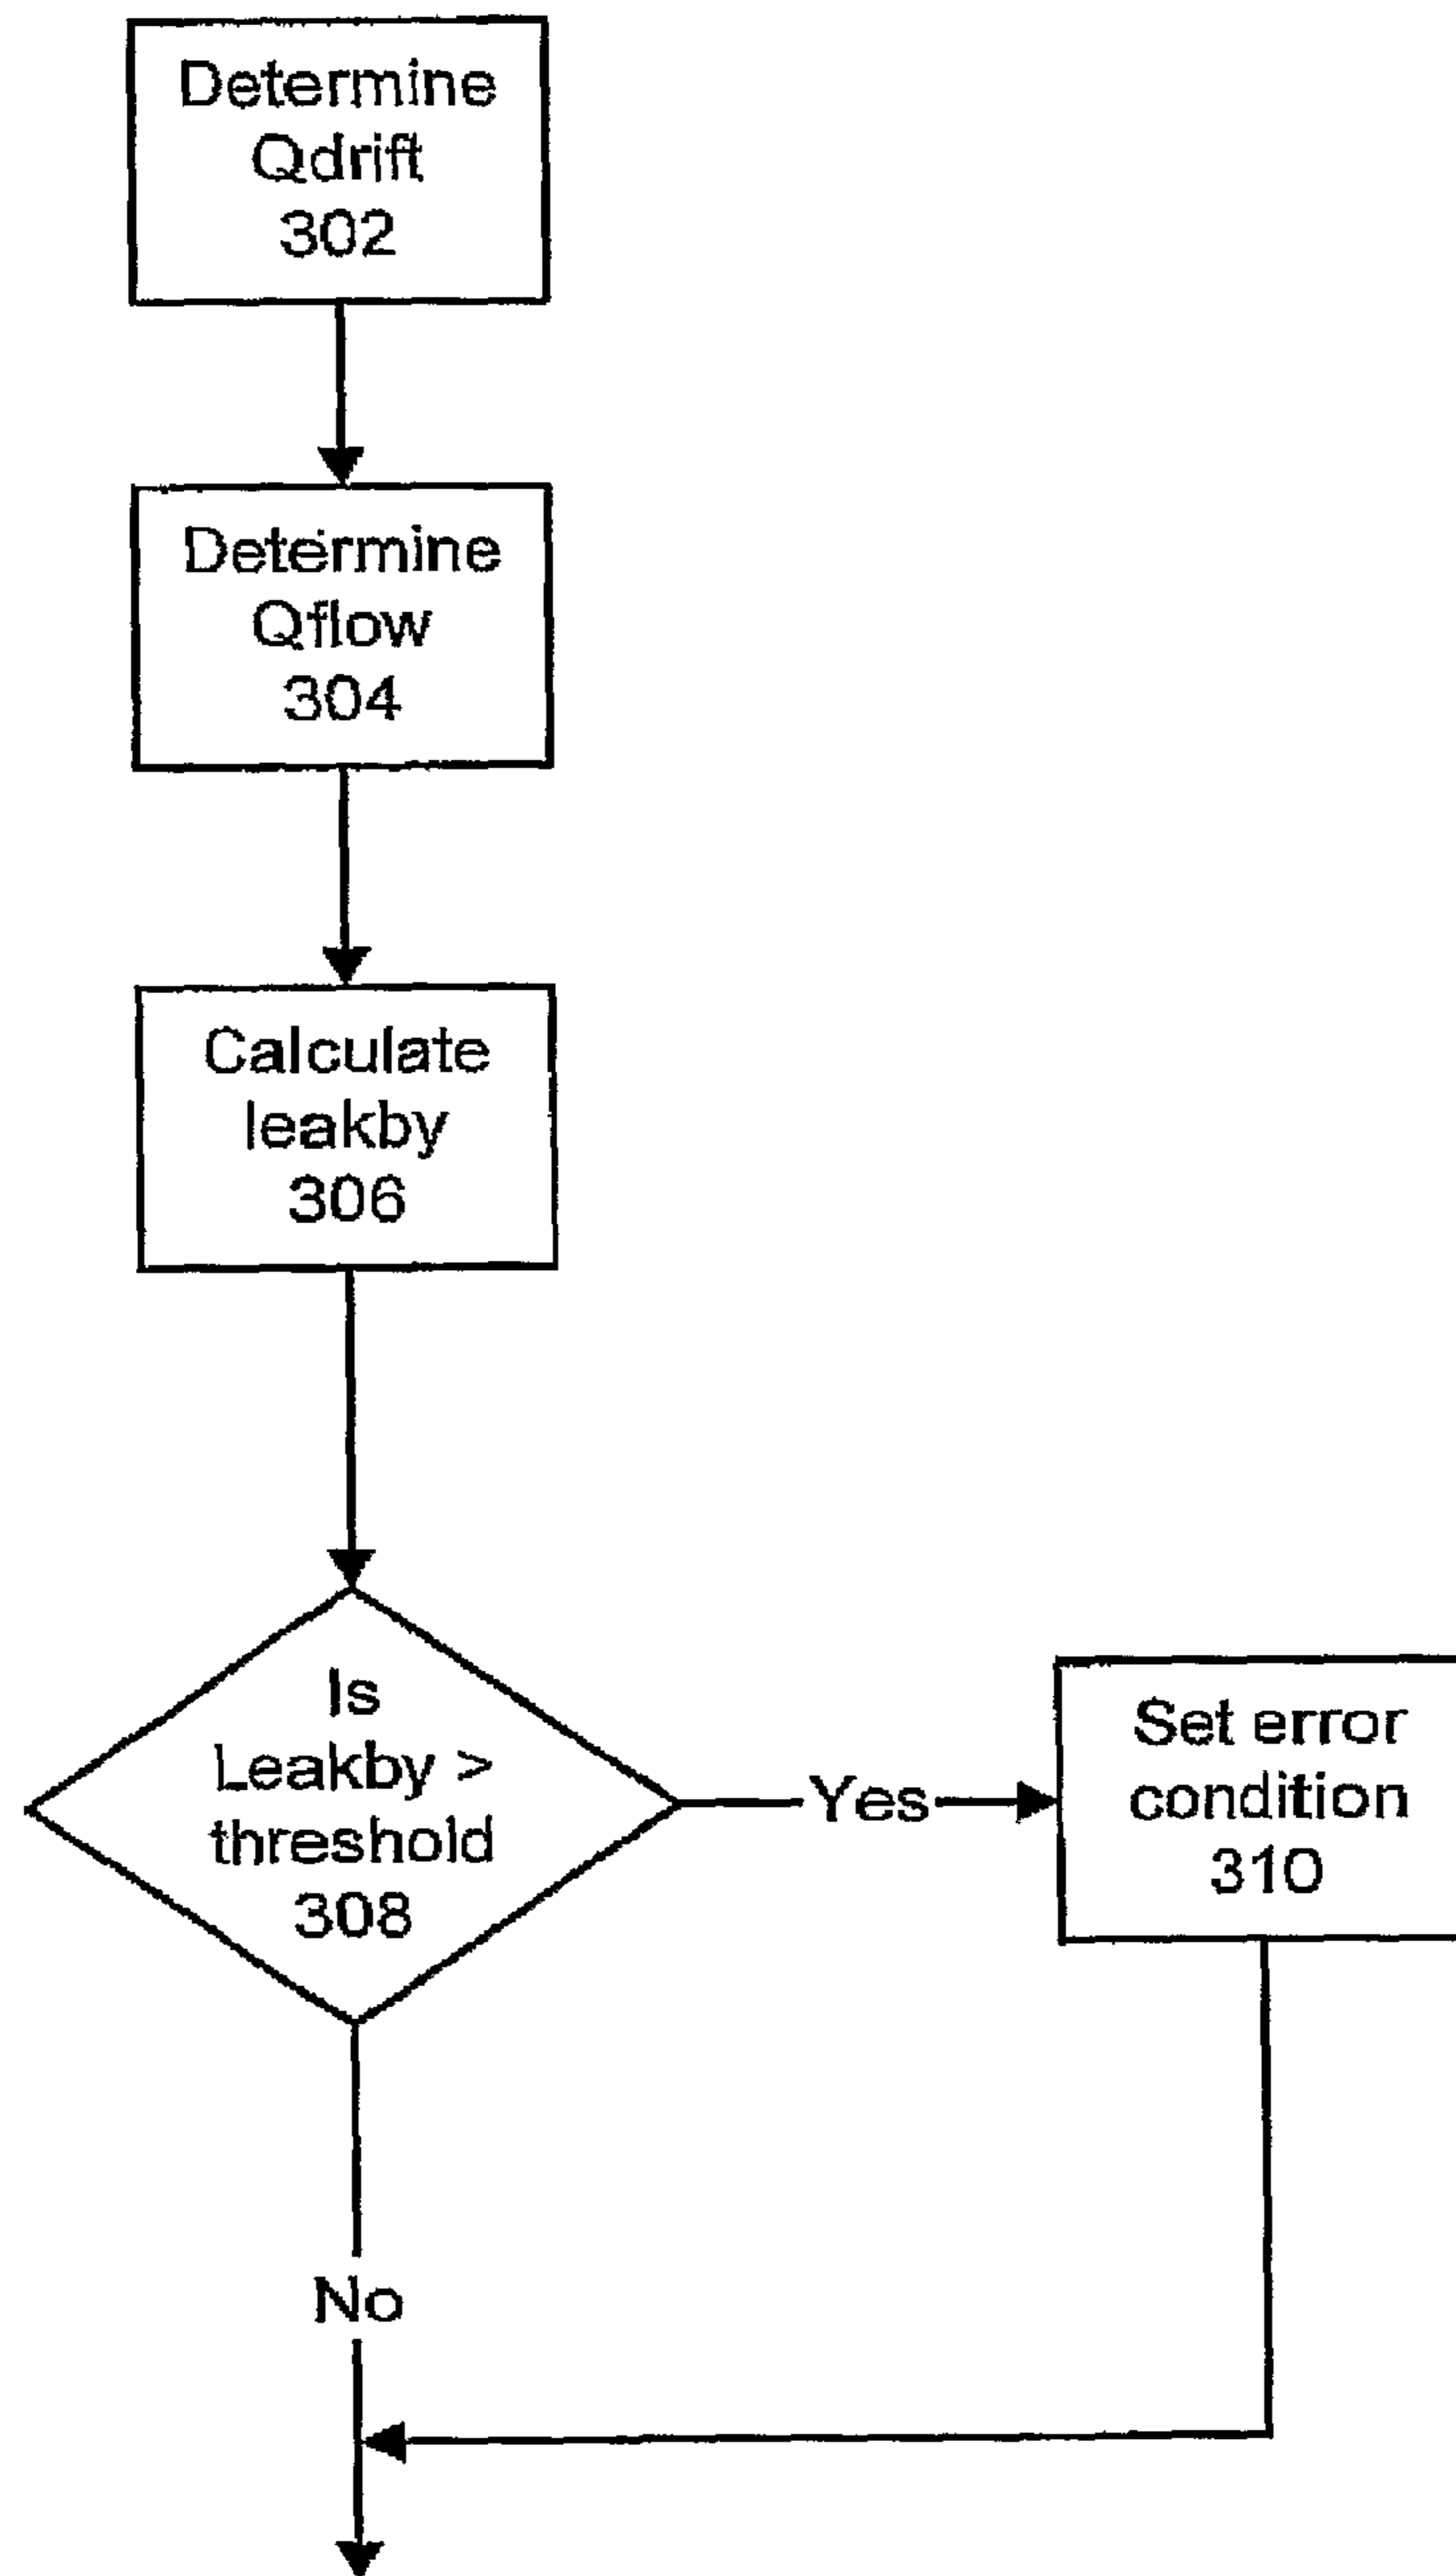 Determine
Qdrift
302
Determine
Qflow
304
Calculate
leakby
306
Is
Leakby >
threshold
308
Yes
Set error
condition
310
No